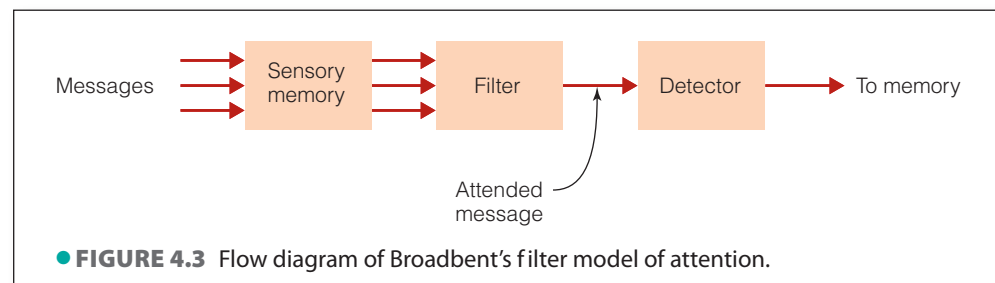 Messages
Sensory
memory
Filter
Detector
To memory
Attended
message
● FIGURE 4.3 Flow diagram of Broadbent's filter model of attention.